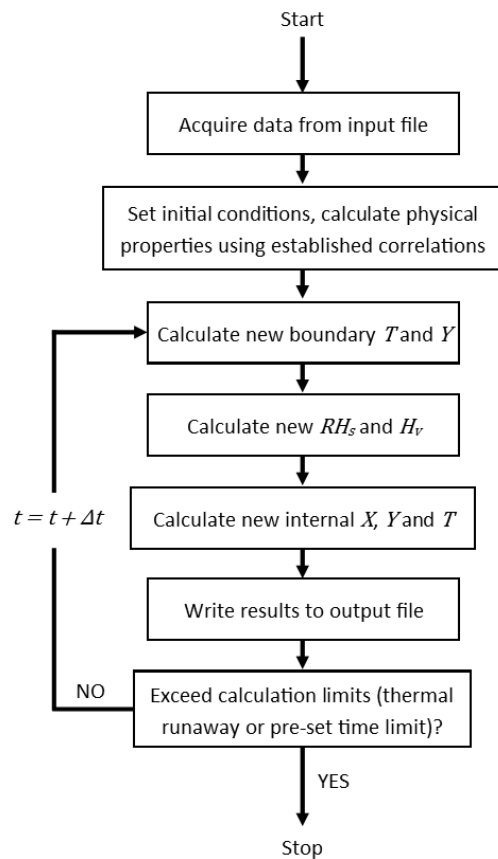 Start
Acquire data from input file
Set initial conditions, calculate physical
properties using established correlations
Calculate new boundary T and Y
Calculate new RHₛ and Hᵥ
t = t + Δt
Calculate new internal X, Y and T
Write results to output file
NO
Exceed calculation limits (thermal
runaway or pre-set time limit)?
YES
Stop